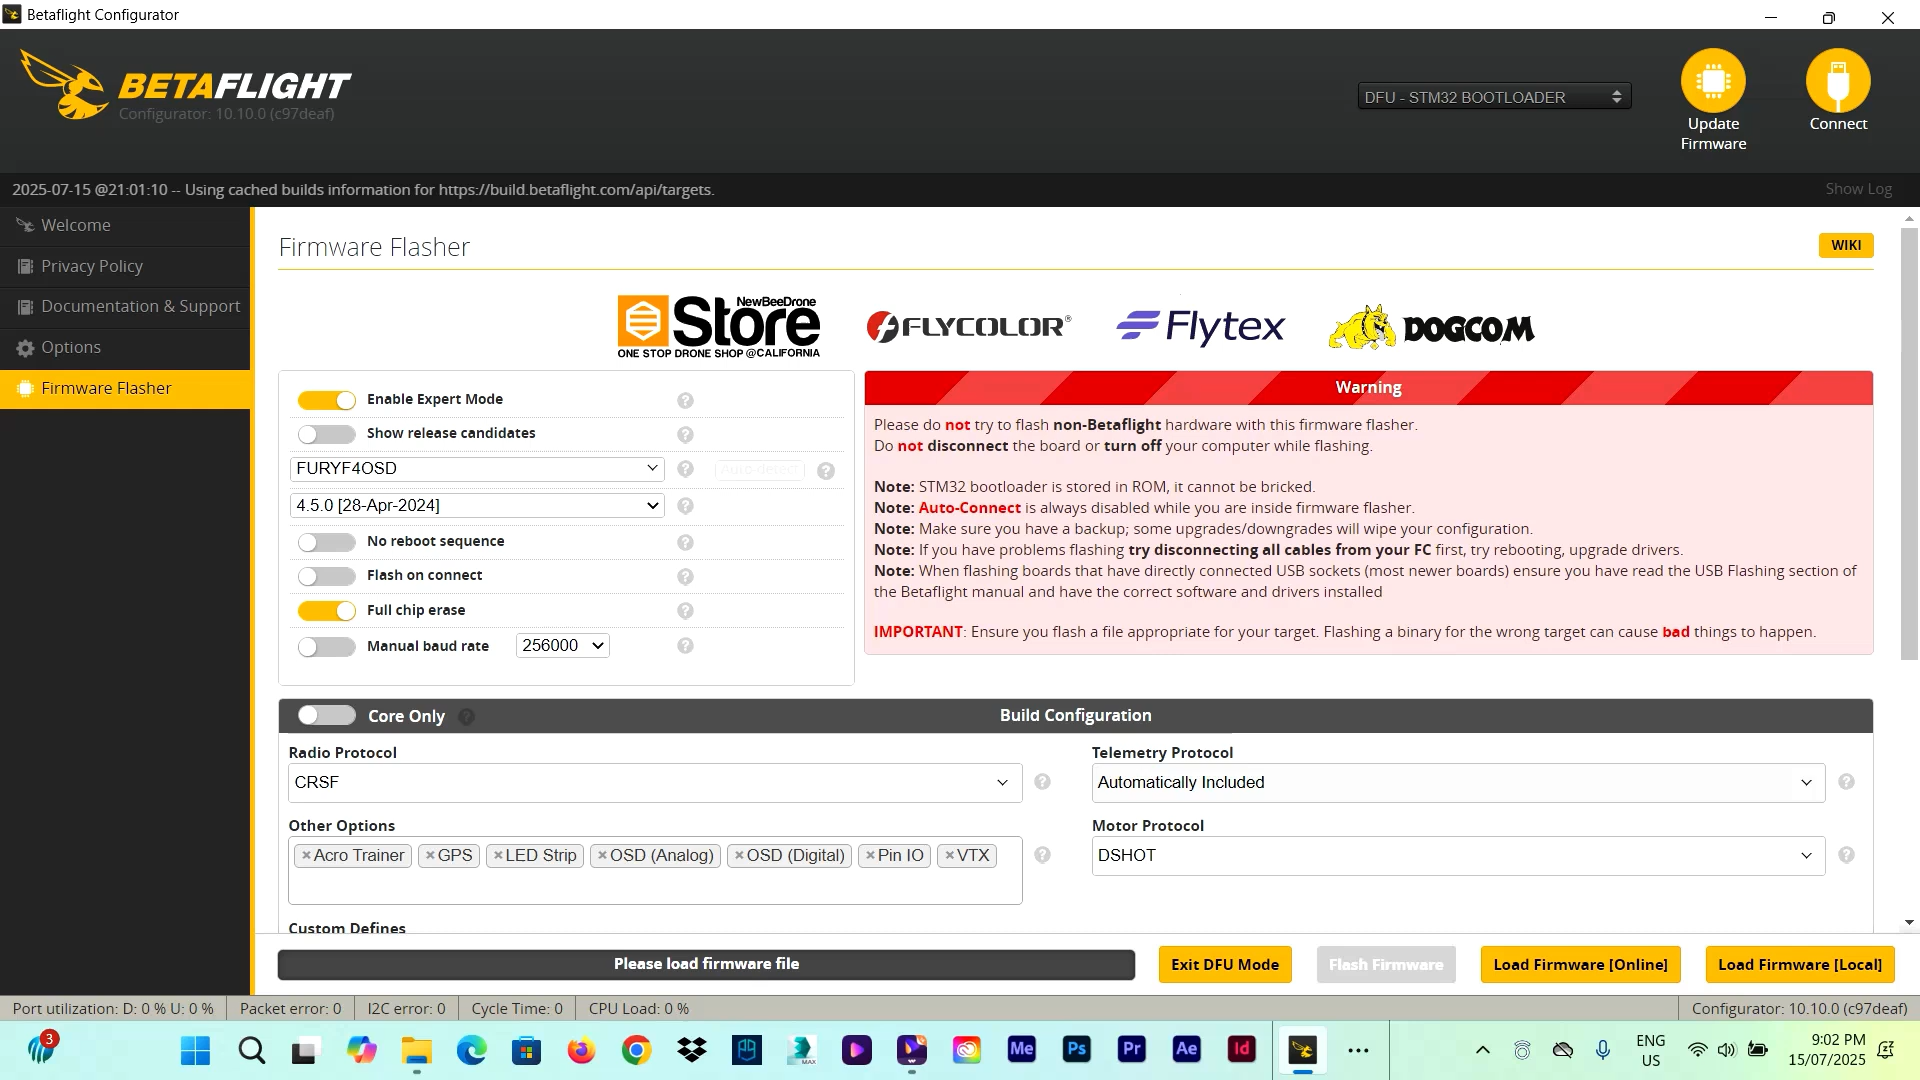 Betaflight Configurator
BETAFLIGHT
Configurator: 10.10.0 (c97deaf)
DFU - STM32 BOOTLOADER
Update
Firmware
Connect
2025-07-15 @21:01:10 -- Using cached builds information for https://build.betaflight.com/api/targets.
Show Log
Welcome
Privacy Policy
Documentation & Support
Options
Firmware Flasher
Firmware Flasher
WIKI
NewBeeDrone
Store
ONE STOP DRONE SHOP @CALIFORNIA
FLYCOLOR®
Flytex
DOGCOM
Enable Expert Mode
Show release candidates
FURYF4OSD
Auto-detect
4.5.0 [28-Apr-2024]
No reboot sequence
Flash on connect
Full chip erase
Manual baud rate
256000
Warning
Please do not try to flash non-Betaflight hardware with this firmware flasher.
Do not disconnect the board or turn off your computer while flashing.
Note: STM32 bootloader is stored in ROM, it cannot be bricked.
Note: Auto-Connect is always disabled while you are inside firmware flasher.
Note: Make sure you have a backup; some upgrades/downgrades will wipe your configuration.
Note: If you have problems flashing try disconnecting all cables from your FC first, try rebooting, upgrade drivers.
Note: When flashing boards that have directly connected USB sockets (most newer boards) ensure you have read the USB Flashing section of
the Betaflight manual and have the correct software and drivers installed
IMPORTANT: Ensure you flash a file appropriate for your target. Flashing a binary for the wrong target can cause bad things to happen.
Core Only
Build Configuration
Radio Protocol
CRSF
Telemetry Protocol
Automatically Included
Other Options
×Acro Trainer ×GPS ×LED Strip ×OSD (Analog) ×OSD (Digital) ×Pin IO ×VTX
Motor Protocol
DSHOT
Custom Defines
Please load firmware file
Exit DFU Mode
Flash Firmware
Load Firmware [Online]
Load Firmware [Local]
Port utilization: D: 0 % U: 0 %
Packet error: 0
I2C error: 0
Cycle Time: 0
CPU Load: 0 %
Configurator: 10.10.0 (c97deaf)
3
MAX
Me
Ps
Pr
Ae
Id
ENG
US
9:02 PM
15/07/2025